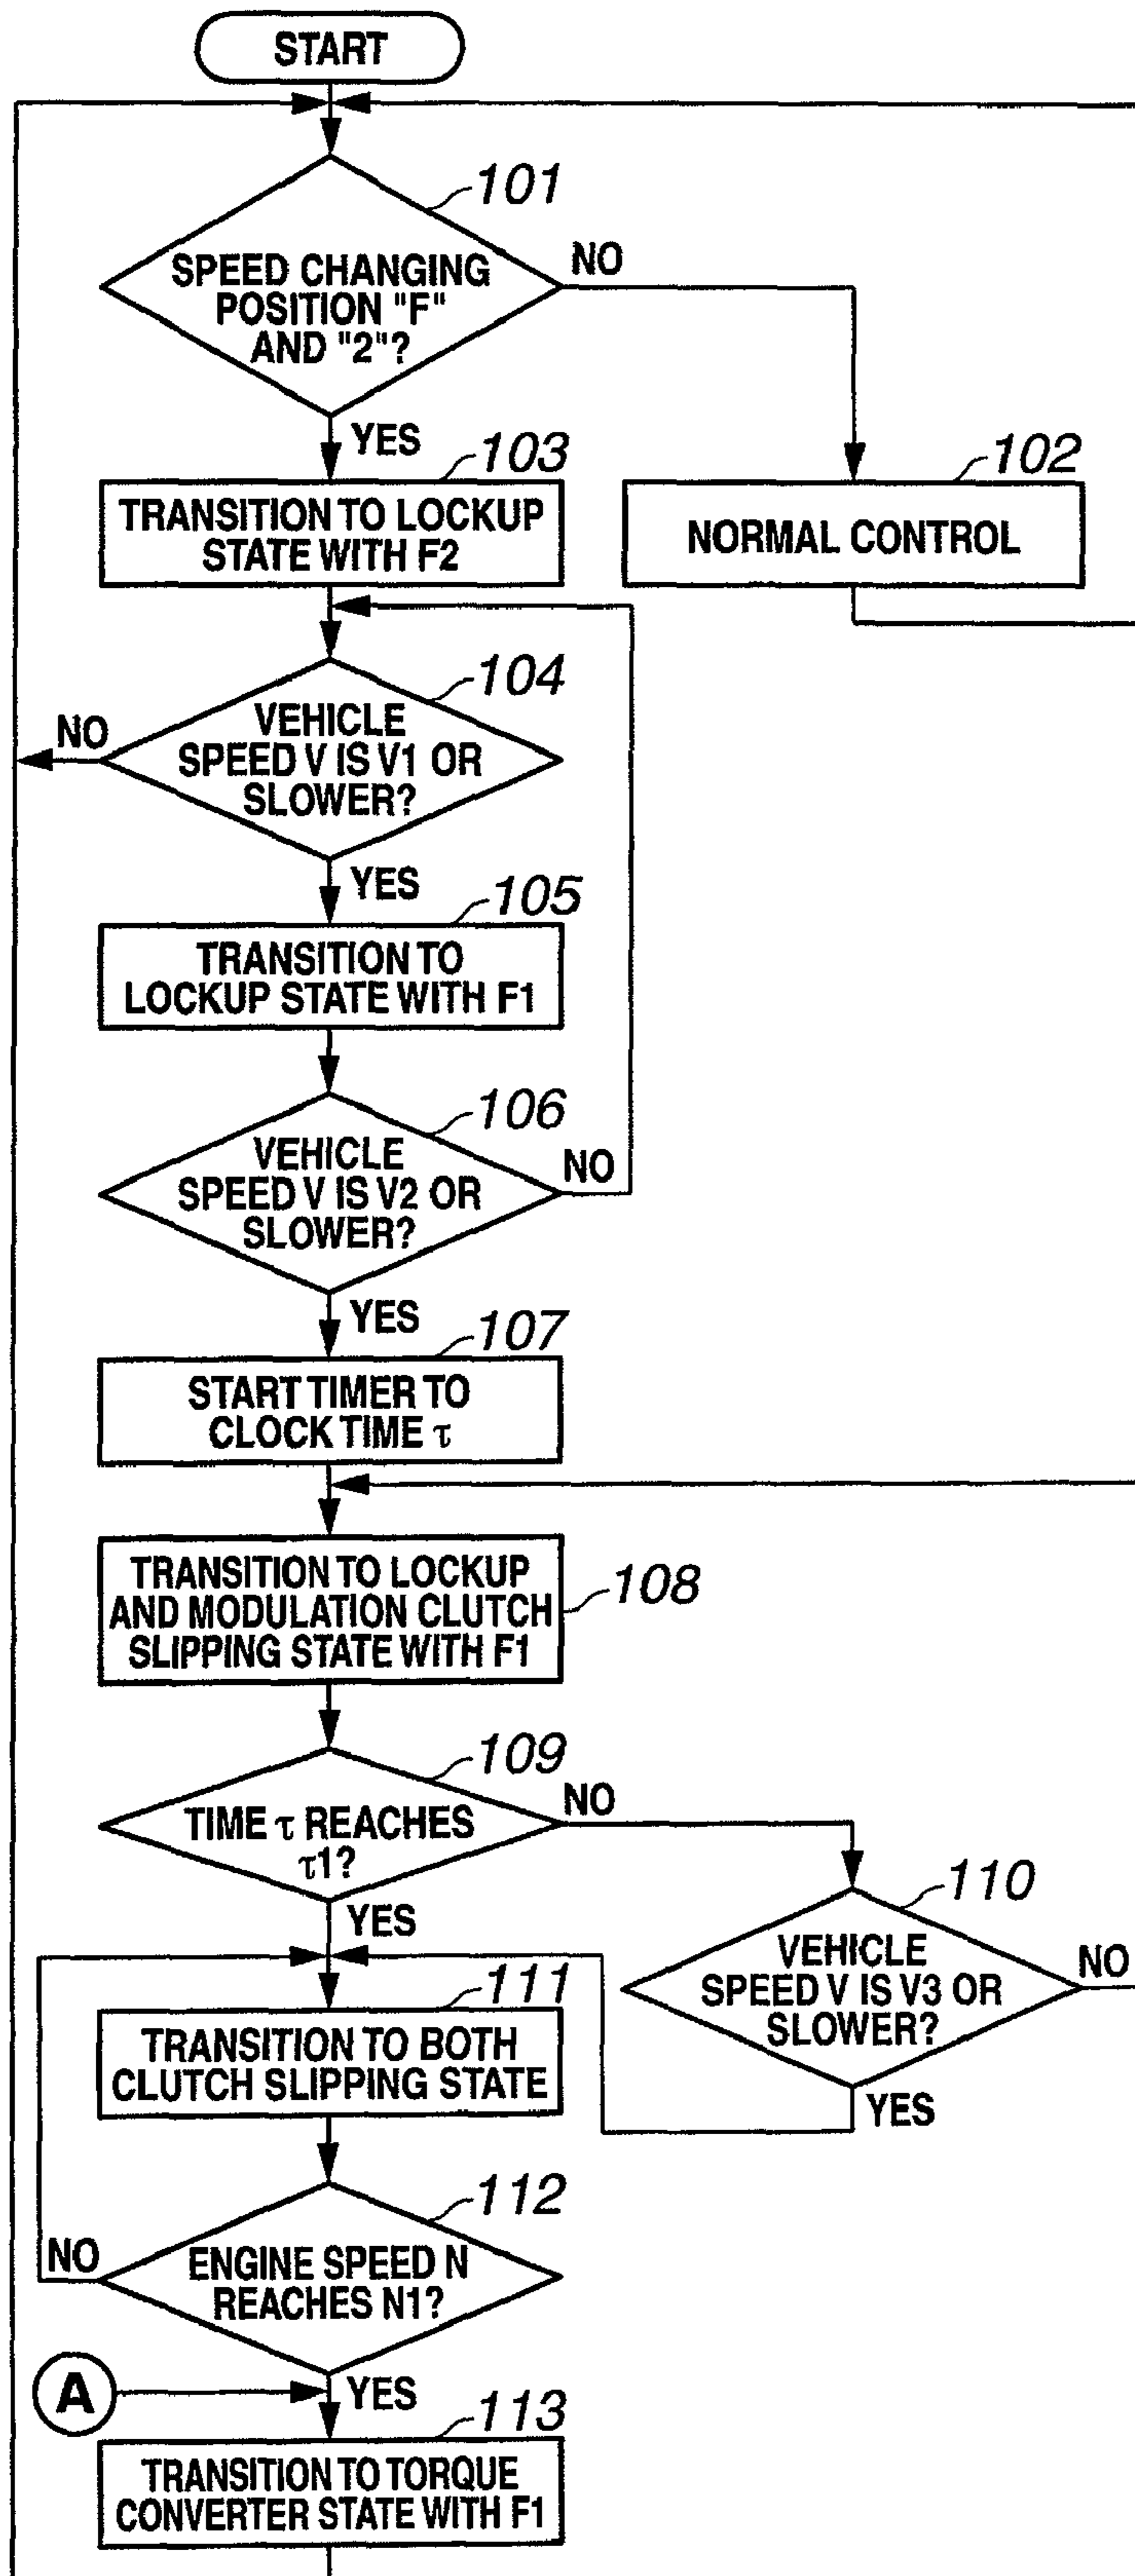 START
101
SPEED CHANGING
POSITION "F"
AND "2"?
NO
YES
103
TRANSITION TO LOCKUP
STATE WITH F2
102
NORMAL CONTROL
104
VEHICLE
SPEED V IS V1 OR
SLOWER?
NO
YES
105
TRANSITION TO
LOCKUP STATE WITH F1
106
VEHICLE
SPEED V IS V2 OR
SLOWER?
NO
YES
107
START TIMER TO
CLOCK TIME τ
TRANSITION TO LOCKUP
AND MODULATION CLUTCH
SLIPPING STATE WITH F1
108
109
TIME τ REACHES
τ1?
NO
YES
110
VEHICLE
SPEED V IS V3 OR
SLOWER?
NO
YES
111
TRANSITION TO BOTH
CLUTCH SLIPPING STATE
112
ENGINE SPEED N
REACHES N1?
NO
YES
A
113
TRANSITION TO TORQUE
CONVERTER STATE WITH F1